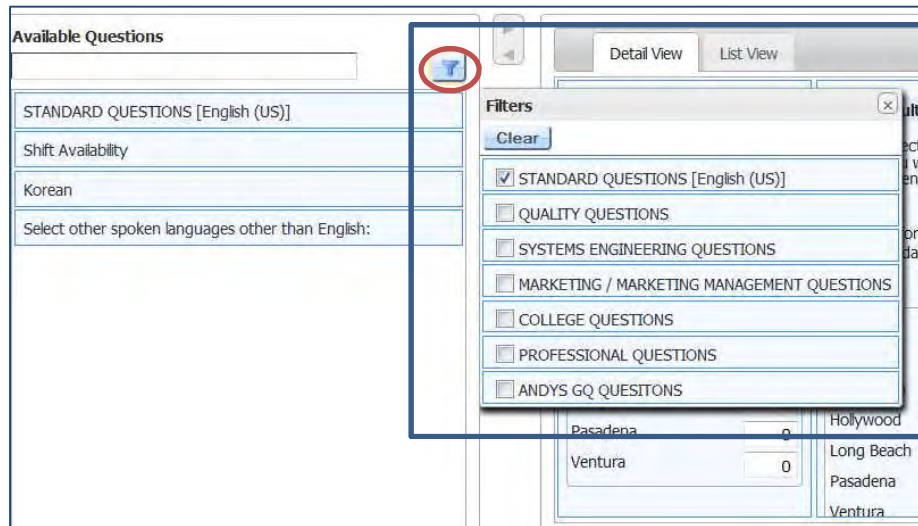 Available Questions
STANDARD QUESTIONS [English (US)]
Shift Availability
Korean
Select other spoken languages other than English:
Detail View
List View
Filters
Clear
STANDARD QUESTIONS [English (US)]
QUALITY QUESTIONS
SYSTEMS ENGINEERING QUESTIONS
MARKETING / MARKETING MANAGEMENT QUESTIONS
COLLEGE QUESTIONS
PROFESSIONAL QUESTIONS
ANDYS GQ QUESITONS
Pasadena 0
Ventura 0
Hollywood
Long Beach
Pasadena
Ventura